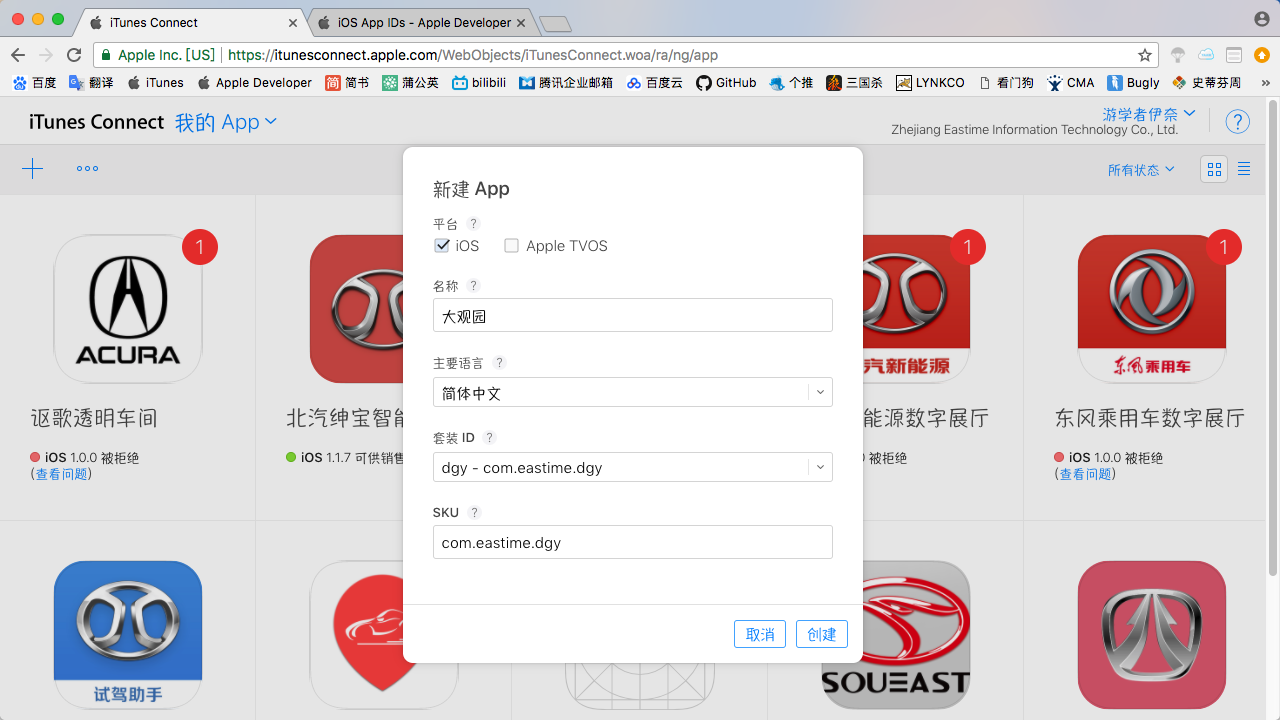 iTunes Connect
iOS App IDs - Apple Developer
Apple Inc. [US]
https://itunesconnect.apple.com/WebObjects/iTunesConnect.woa/ra/ng/app
百度 翻译 iTunes Apple Developer 简书 蒲公英 bilibili 腾讯企业邮箱 百度云 GitHub 个推 三国杀 LYNKCO 看门狗 CMA Bugly 史蒂芬周 »
iTunes Connect 我的 App
游学者伊奈
Zhejiang Eastime Information Technology Co., Ltd.
?
所有状态
新建 App
平台 ?
iOS Apple TVOS
名称 ?
大观园
主要语言 ?
简体中文
套装 ID ?
dgy - com.eastime.dgy
SKU ?
com.eastime.dgy
取消 创建
1
ACURA
讴歌透明车间
iOS 1.0.0 被拒绝
(查看问题)
北汽绅宝智能
iOS 1.1.7 可供销售
1
汽新能源
能源数字展厅
被拒绝
1
东风乘用车
东风乘用车数字展厅
iOS 1.0.0 被拒绝
(查看问题)
试驾助手
SOUEAST